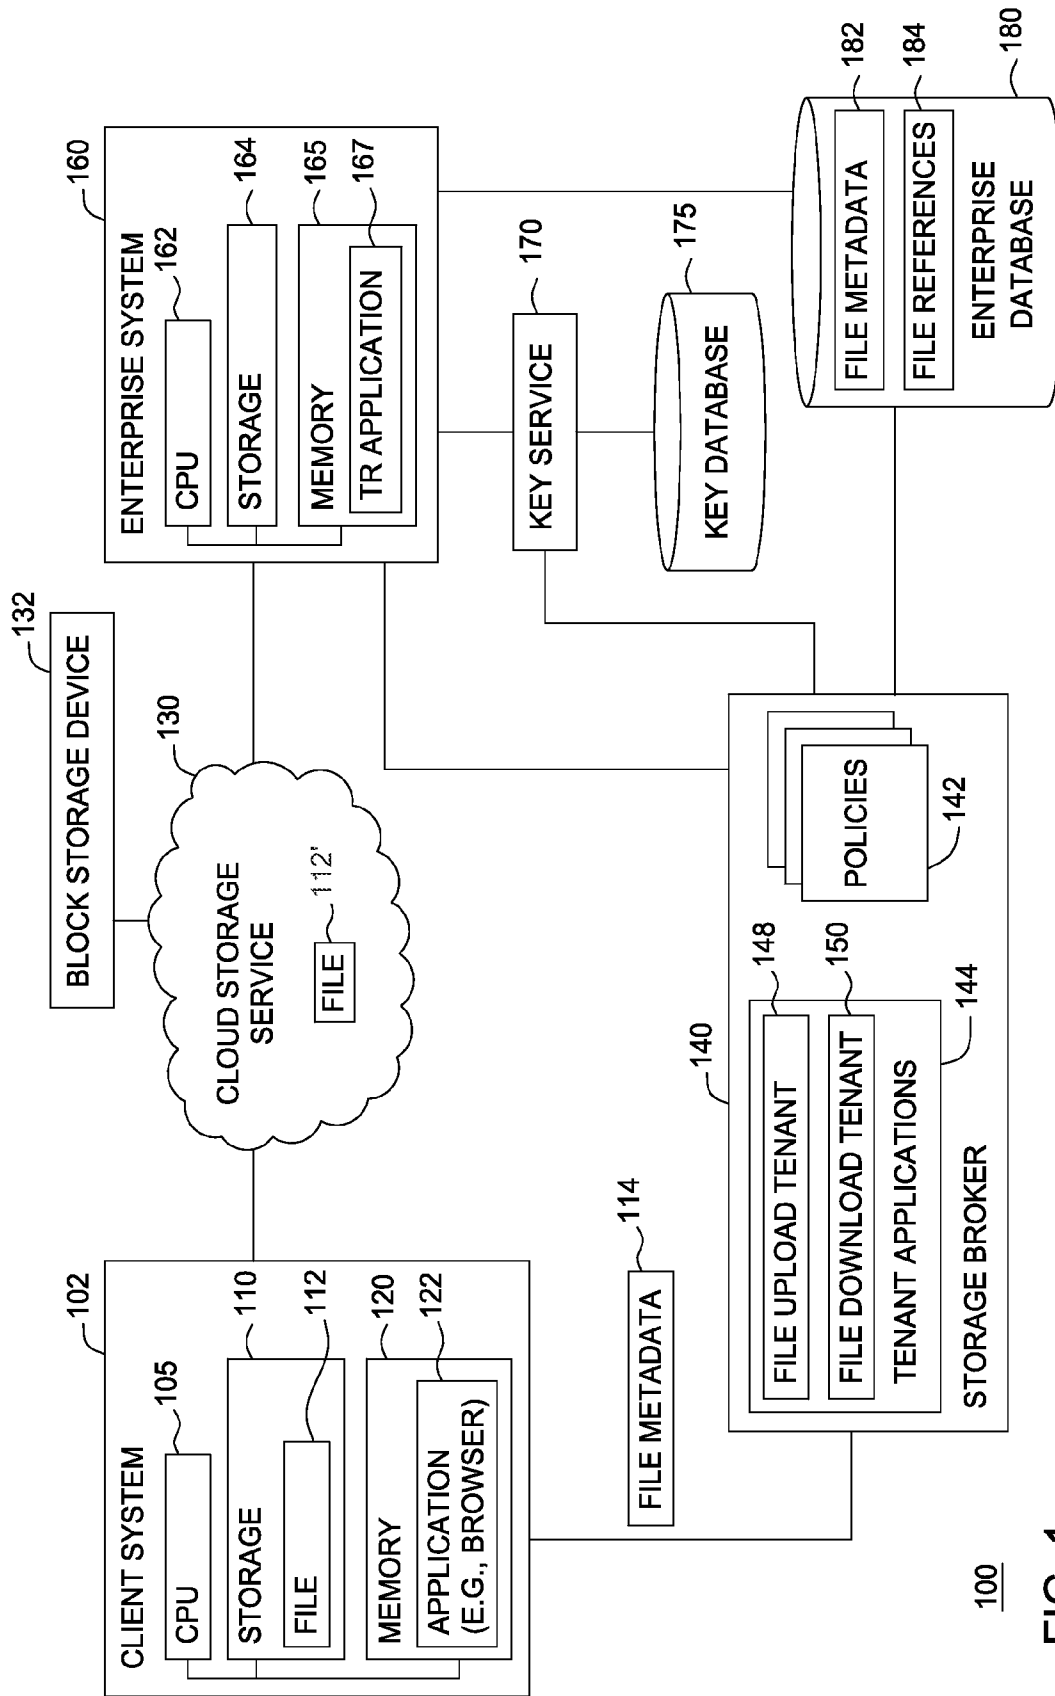 102
CLIENT SYSTEM
105
CPU
110
STORAGE
112
FILE
120
MEMORY
122
APPLICATION
(E.G., BROWSER)
132
BLOCK STORAGE DEVICE
130
CLOUD STORAGE
SERVICE
112'
FILE
160
ENTERPRISE SYSTEM
162
CPU
164
STORAGE
165
MEMORY
167
TR APPLICATION
114
FILE METADATA
140
148
FILE UPLOAD TENANT
150
FILE DOWNLOAD TENANT
TENANT APPLICATIONS
144
STORAGE BROKER
POLICIES
142
170
KEY SERVICE
175
KEY DATABASE
182
FILE METADATA
184
FILE REFERENCES
ENTERPRISE
DATABASE
180
100
FIG. 1